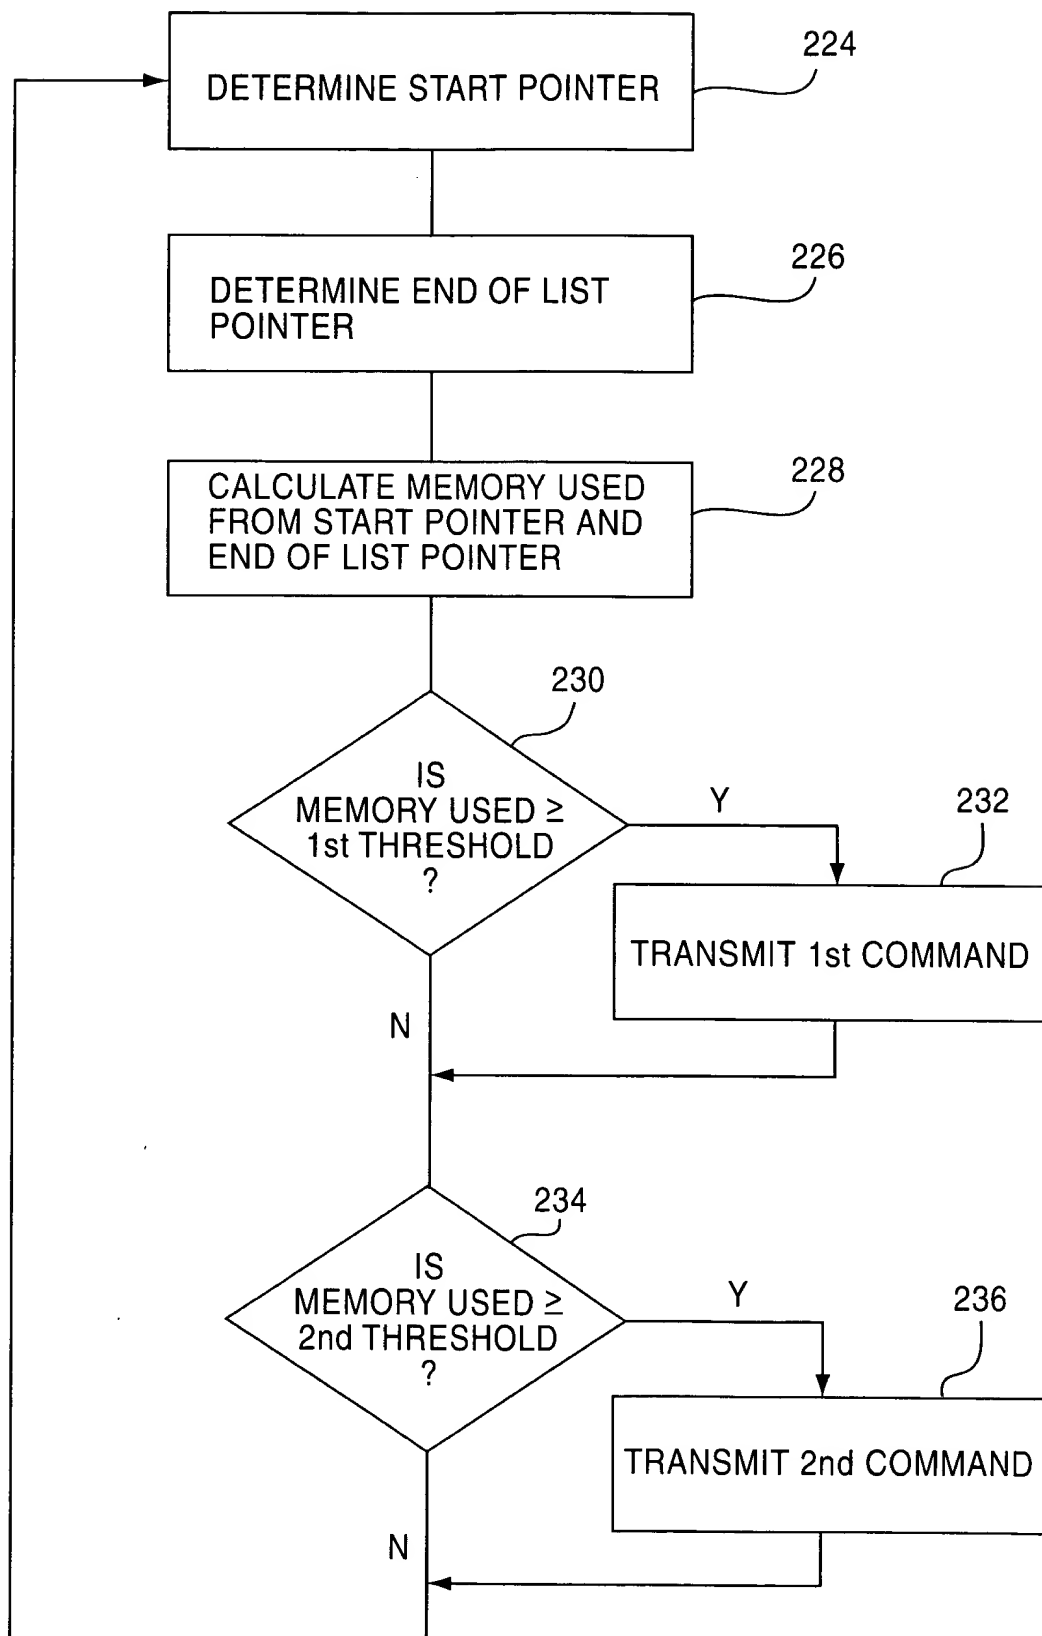 224
DETERMINE START POINTER
226
DETERMINE END OF LIST
POINTER
228
CALCULATE MEMORY USED
FROM START POINTER AND
END OF LIST POINTER
230
IS
MEMORY USED ≥
1st THRESHOLD
?
Y
232
TRANSMIT 1st COMMAND
N
234
IS
MEMORY USED ≥
2nd THRESHOLD
?
Y
236
TRANSMIT 2nd COMMAND
N